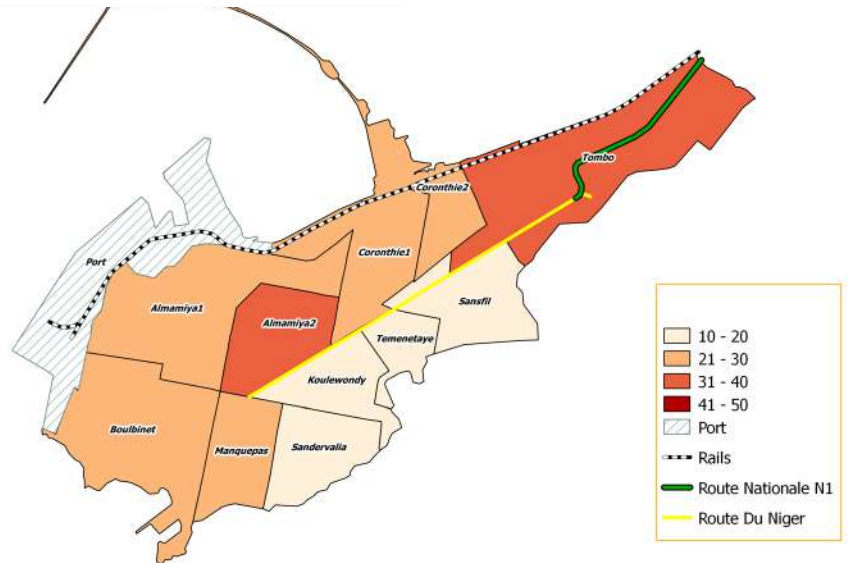 Tombo
Coronthie2
Coronthie1
Port
Sansfil
Almamiya1
Almamiya2
Temenetaye
Koulewondy
Boulbinet
Manquepas
Sandervalia
10 - 20
21 - 30
31 - 40
41 - 50
Port
Rails
Route Nationale N1
Route Du Niger